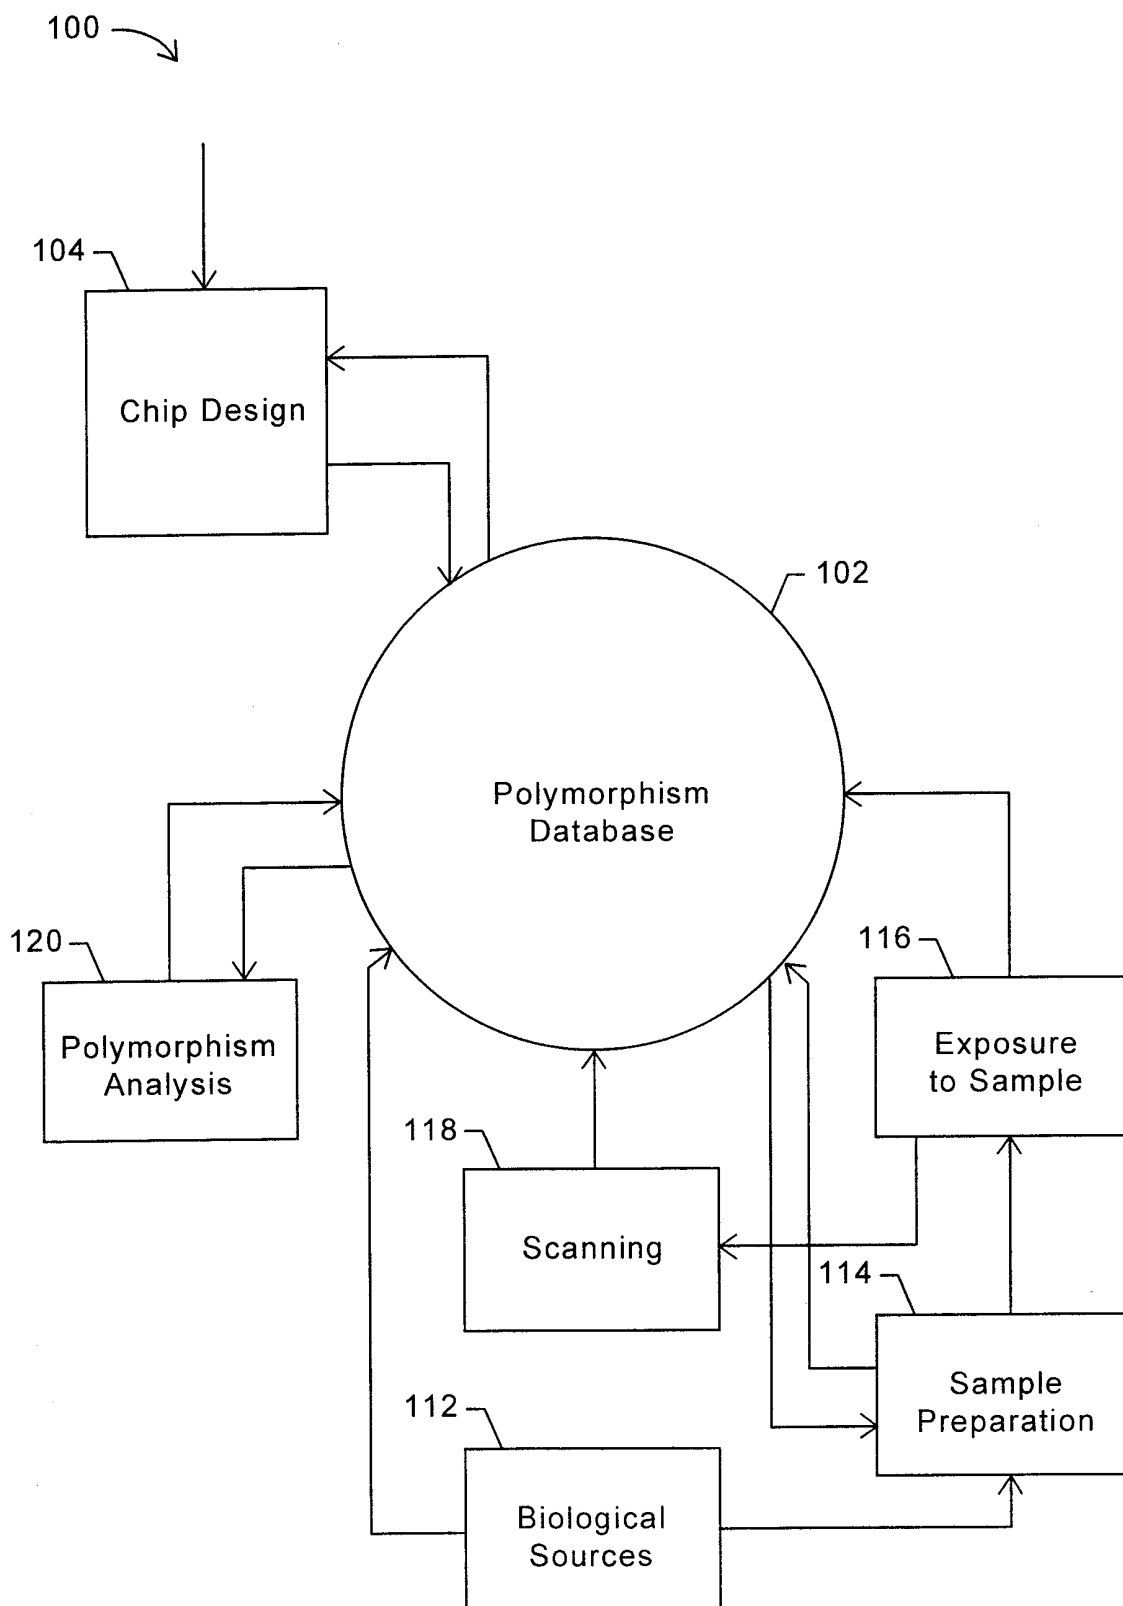 100
104
Chip Design
102
Polymorphism
Database
120
116
Polymorphism
Analysis
Exposure
to Sample
118
Scanning
114
112
Sample
Preparation
Biological
Sources